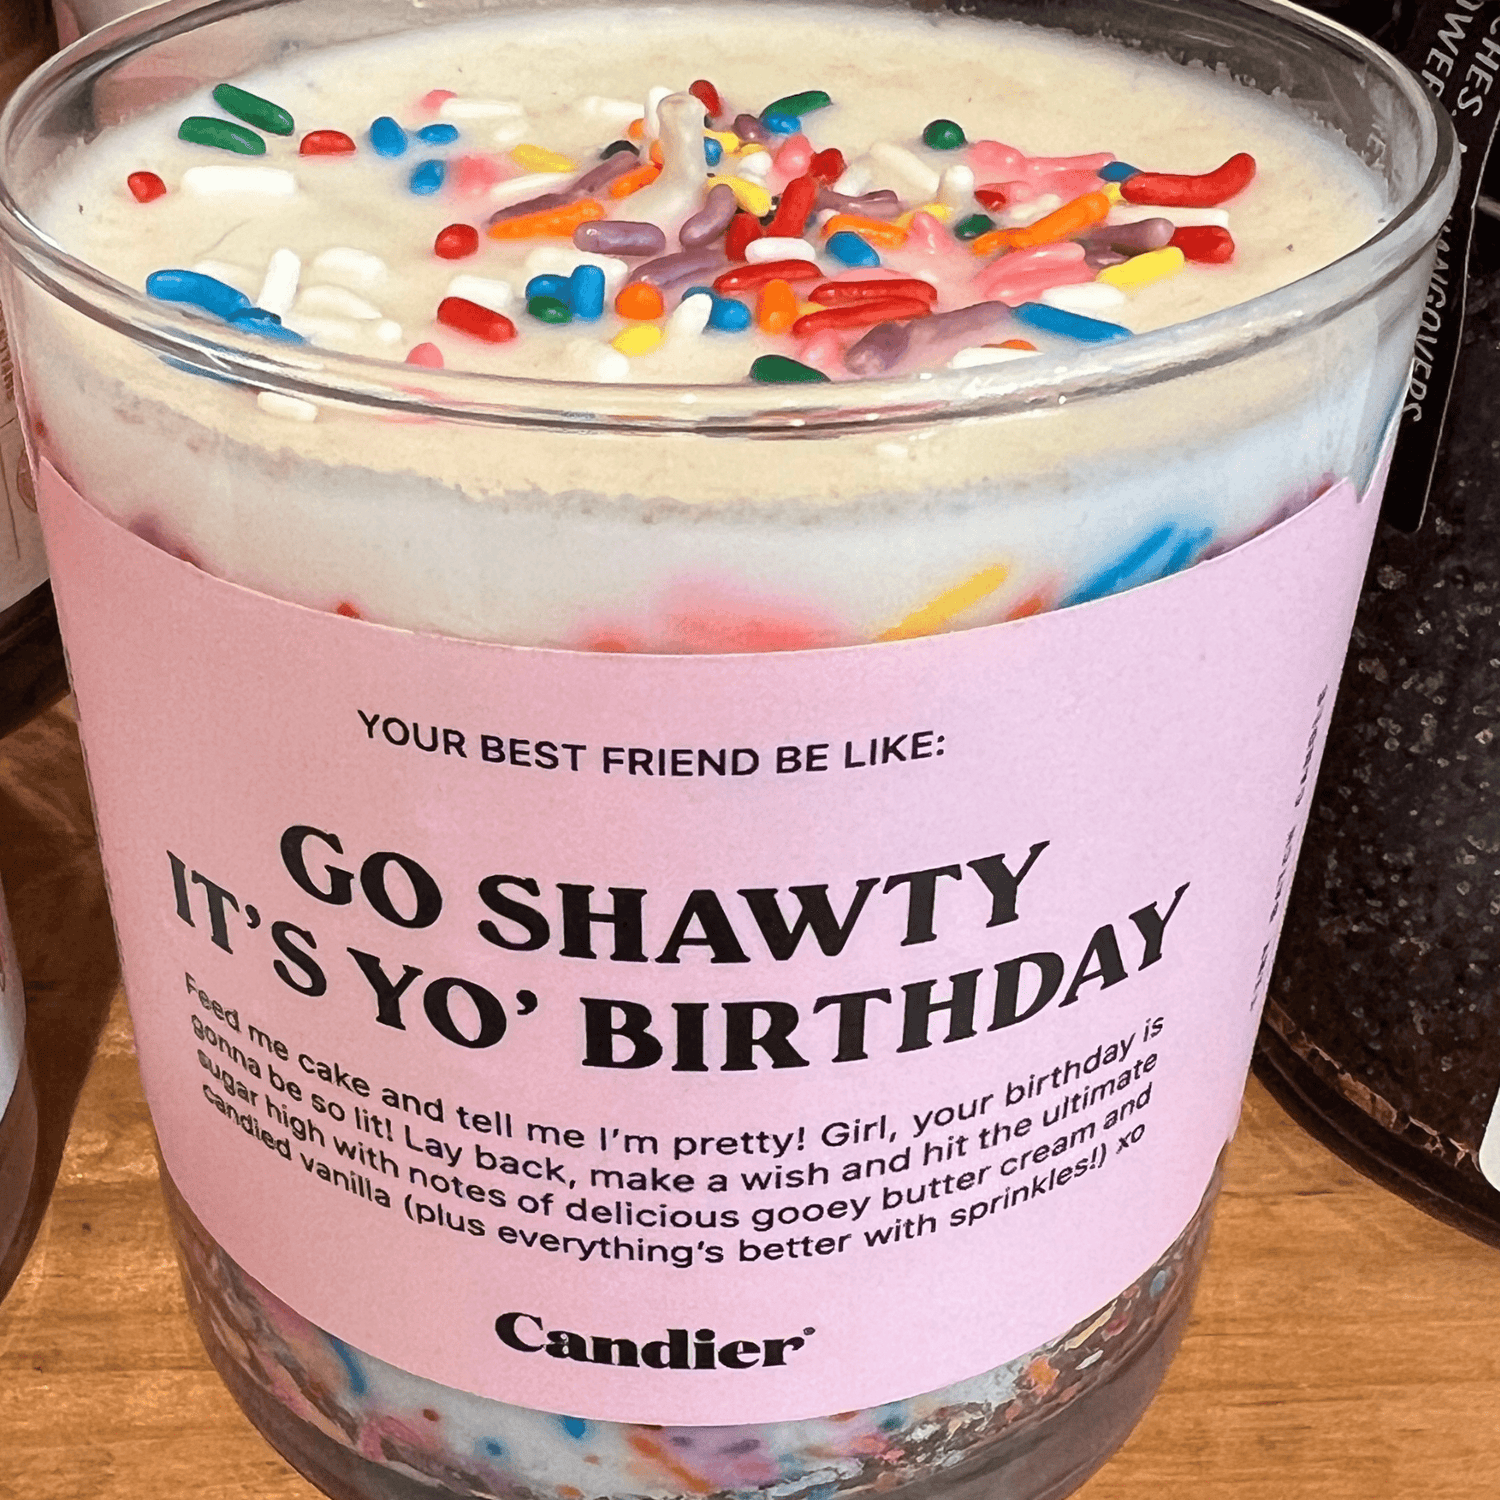 YOUR BEST FRIEND BE LIKE:
GO SHAWTY
IT'S YO' BIRTHDAY
Feed me cake and tell me I'm pretty! Girl, your birthday is
gonna be so lit! Lay back, make a wish and hit the ultimate
sugar high with notes of delicious gooey butter cream and
candied vanilla (plus everything's better with sprinkles!) xo
Candier®
HANGOVERS